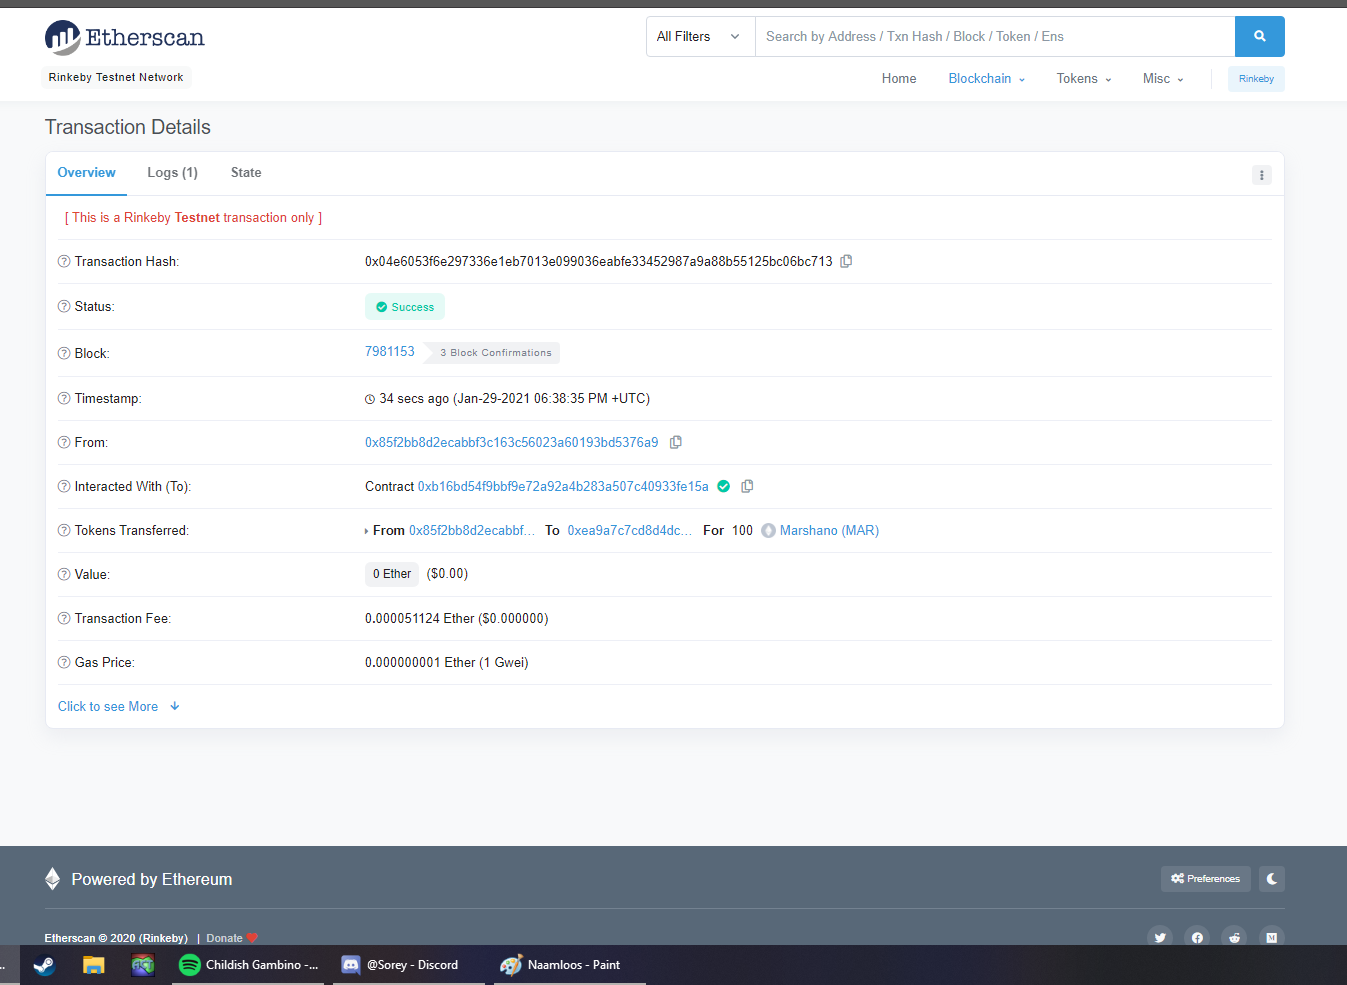 Etherscan
All Filters
Search by Address / Txn Hash / Block / Token / Ens
Rinkeby Testnet Network
Home Blockchain Tokens Misc Rinkeby
Transaction Details
Overview Logs (1) State
[ This is a Rinkeby Testnet transaction only ]
Transaction Hash: 0x04e6053f6e297336e1eb7013e099036eabfe33452987a9a88b55125bc06bc713
Status: Success
Block: 7981153 3 Block Confirmations
Timestamp: 34 secs ago (Jan-29-2021 06:38:35 PM +UTC)
From: 0x85f2bb8d2ecabbf3c163c56023a60193bd5376a9
Interacted With (To): Contract 0xb16bd54f9bbf9e72a92a4b283a507c40933fe15a
Tokens Transferred: From 0x85f2bb8d2ecabbf... To 0xea9a7c7cd8d4dc... For 100 Marshano (MAR)
Value: 0 Ether ($0.00)
Transaction Fee: 0.000051124 Ether ($0.000000)
Gas Price: 0.000000001 Ether (1 Gwei)
Click to see More
Powered by Ethereum
Preferences
Etherscan © 2020 (Rinkeby) | Donate
Childish Gambino -... @Sorey - Discord Naamloos - Paint